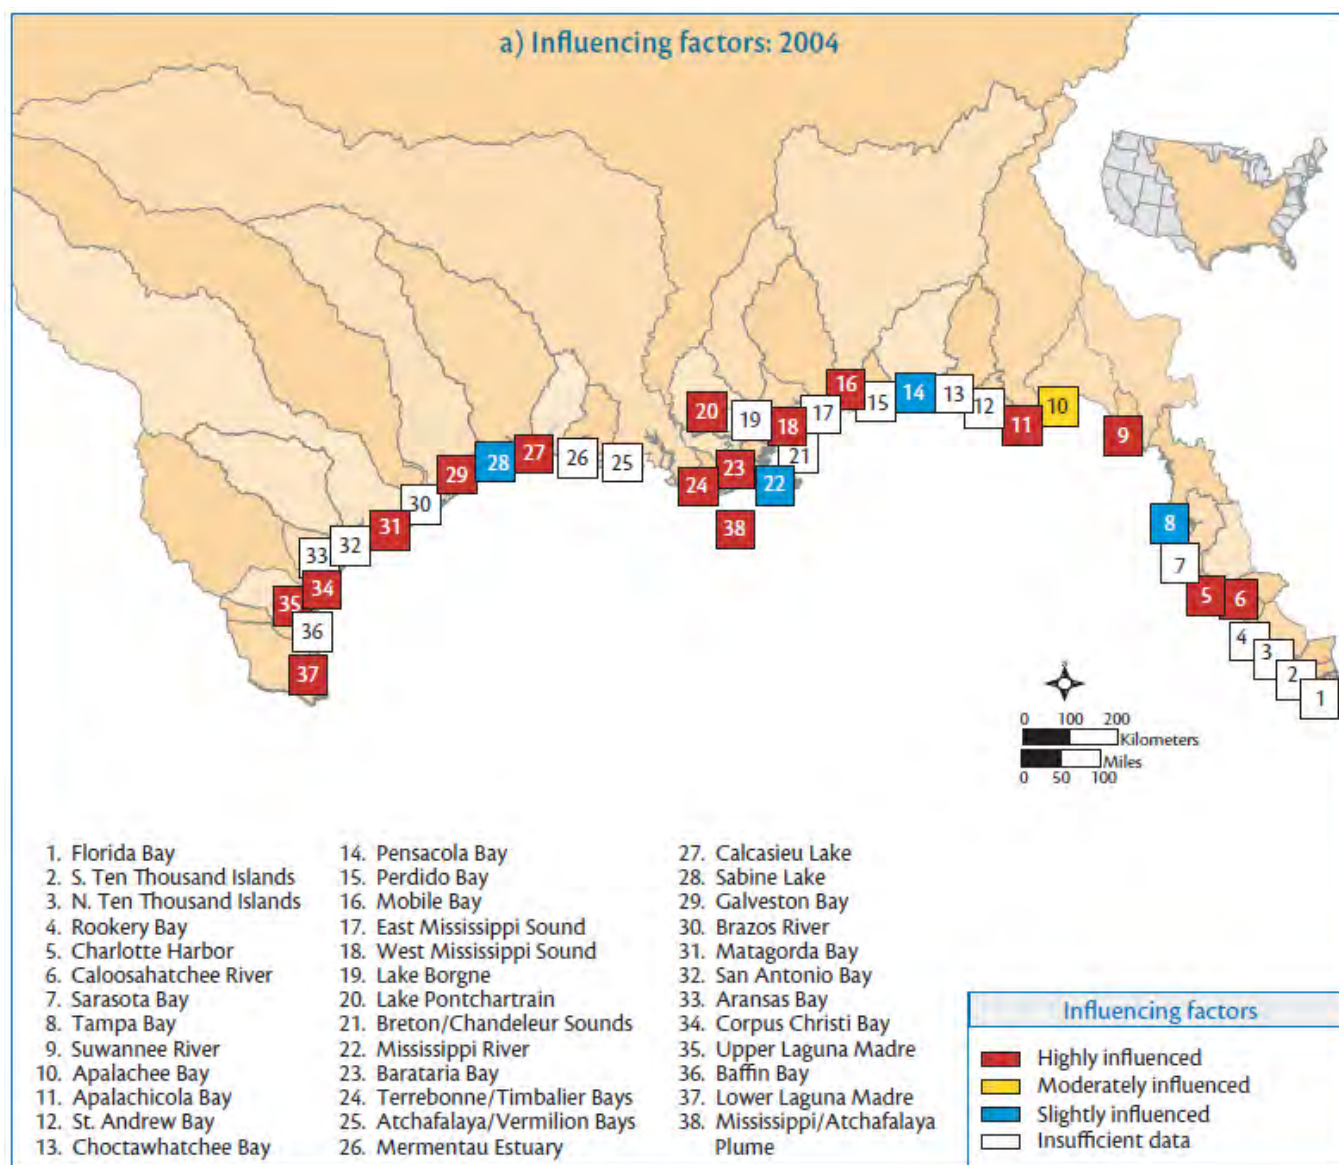 a) Influencing factors: 2004
16
14
13
10
20
15
12
19
17
18
11
9
27
21
29
28
26
25
23
24
22
30
8
31
38
32
33
7
34
5
6
35
36
4
3
37
2
1
0 100 200
Kilometers
Miles
0 50 100
1. Florida Bay
2. S. Ten Thousand Islands
3. N. Ten Thousand Islands
4. Rookery Bay
5. Charlotte Harbor
6. Caloosahatchee River
7. Sarasota Bay
8. Tampa Bay
9. Suwannee River
10. Apalachee Bay
11. Apalachicola Bay
12. St. Andrew Bay
13. Choctawhatchee Bay
14. Pensacola Bay
15. Perdido Bay
16. Mobile Bay
17. East Mississippi Sound
18. West Mississippi Sound
19. Lake Borgne
20. Lake Pontchartrain
21. Breton/Chandeleur Sounds
22. Mississippi River
23. Barataria Bay
24. Terrebonne/Timbalier Bays
25. Atchafalaya/Vermilion Bays
26. Mermentau Estuary
27. Calcasieu Lake
28. Sabine Lake
29. Galveston Bay
30. Brazos River
31. Matagorda Bay
32. San Antonio Bay
33. Aransas Bay
34. Corpus Christi Bay
35. Upper Laguna Madre
36. Baffin Bay
37. Lower Laguna Madre
38. Mississippi/Atchafalaya
Plume
Influencing factors
Highly influenced
Moderately influenced
Slightly influenced
Insufficient data